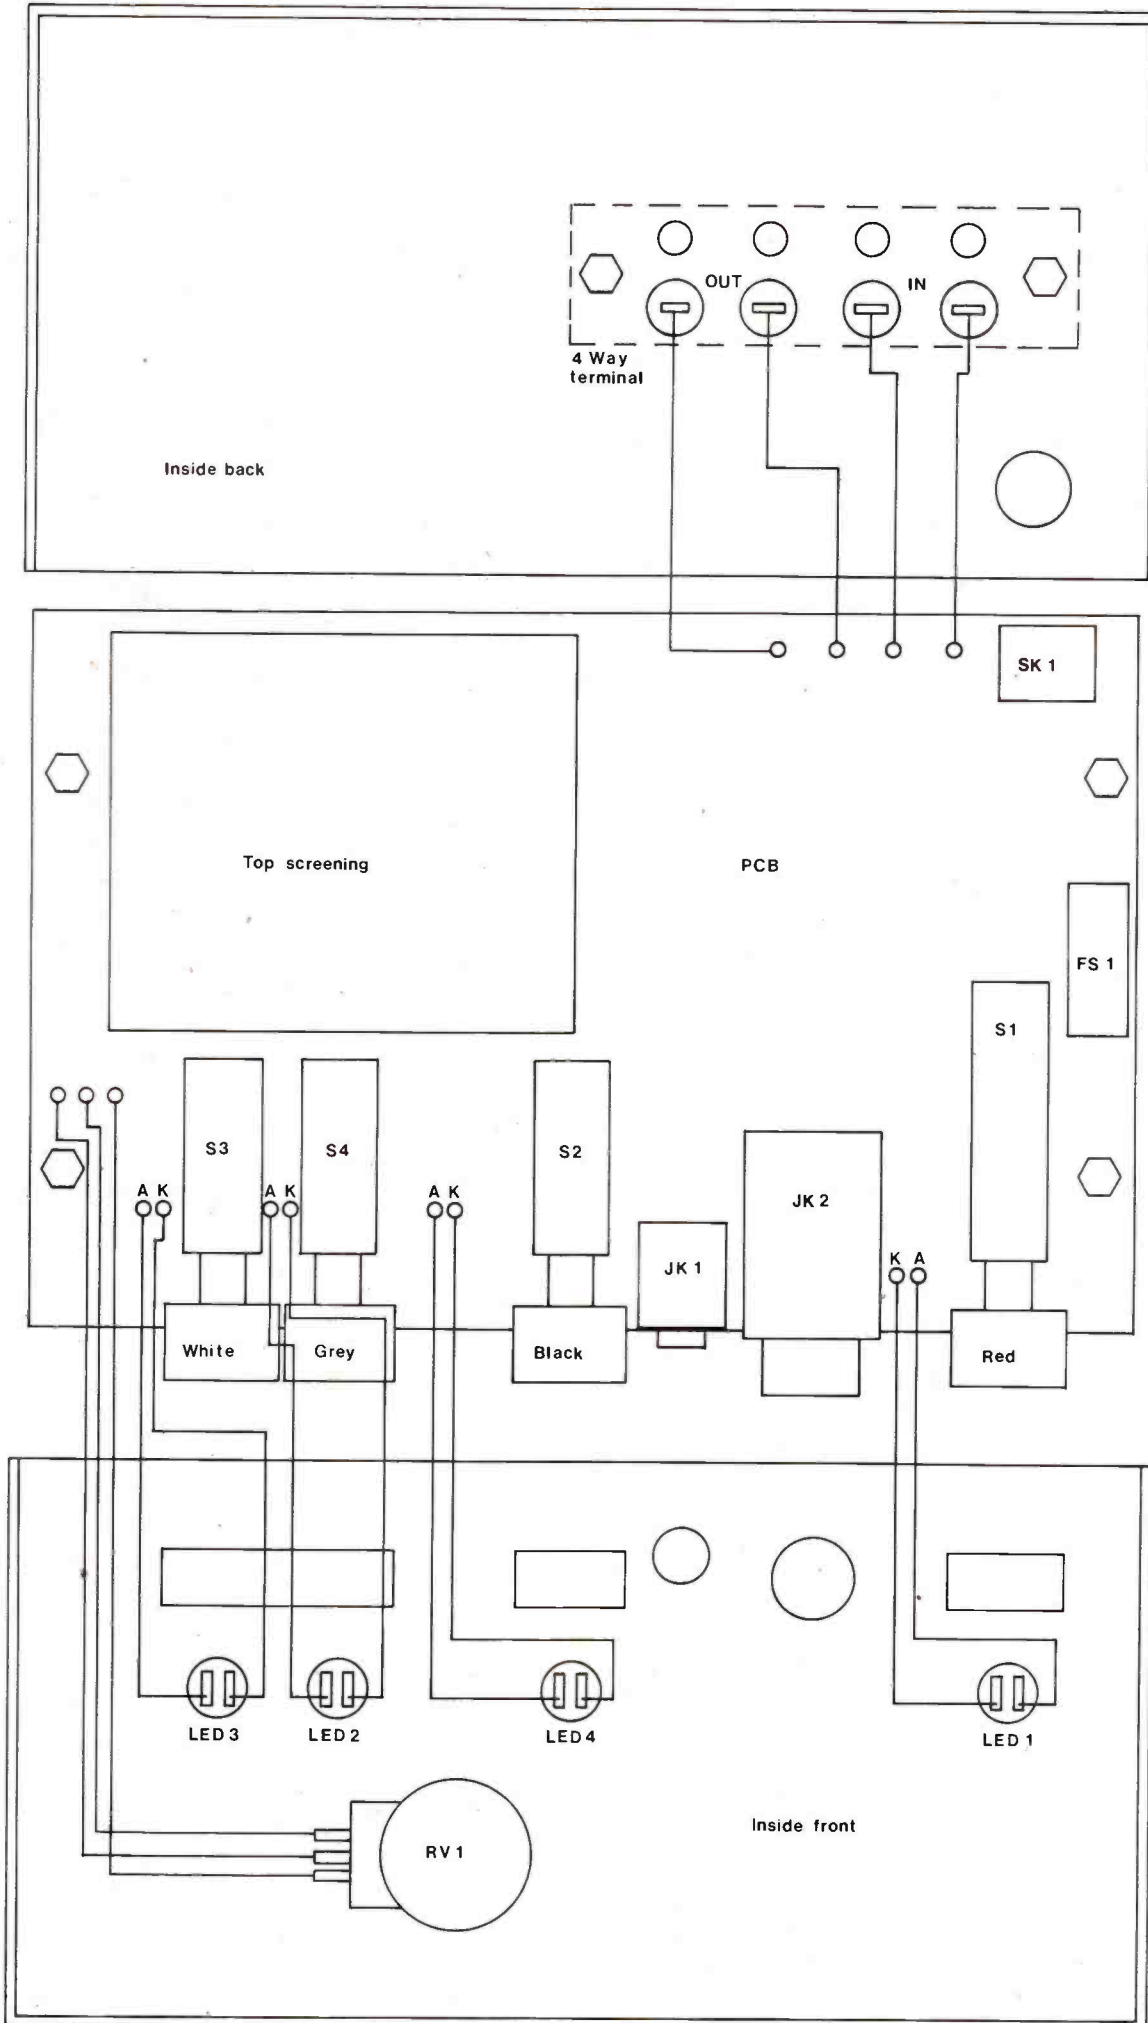 OUT
IN
4 Way
terminal
Inside back
SK 1
Top screening
PCB
FS 1
S1
S3
S4
S2
JK 2
A K
A K
A K
JK 1
K A
White
Grey
Black
Red
LED 3
LED 2
LED 4
LED 1
RV 1
Inside front